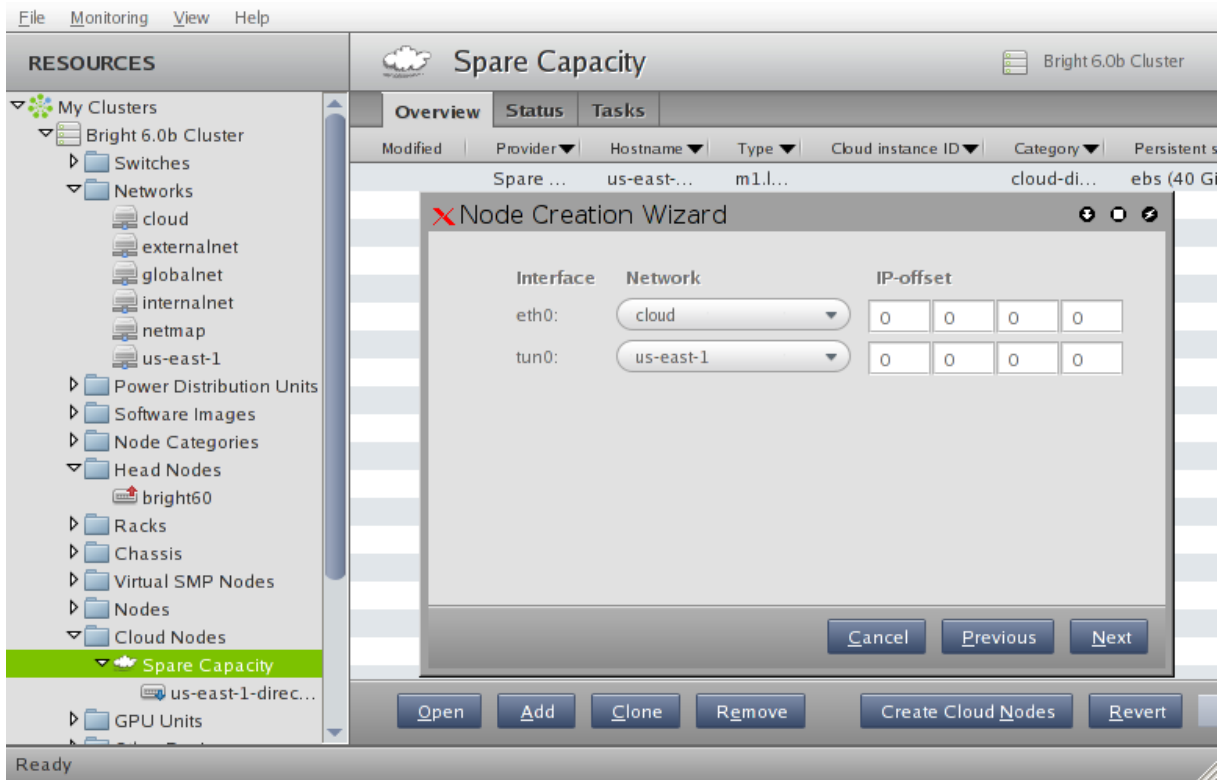 File Monitoring View Help
RESOURCES
My Clusters
Bright 6.0b Cluster
Switches
Networks
cloud
externalnet
globalnet
internalnet
netmap
us-east-1
Power Distribution Units
Software Images
Node Categories
Head Nodes
bright60
Racks
Chassis
Virtual SMP Nodes
Nodes
Cloud Nodes
Spare Capacity
us-east-1-direc...
GPU Units
Spare Capacity
Bright 6.0b Cluster
Overview Status Tasks
Modified Provider Hostname Type Cloud instance ID Category Persistent s
Spare ... us-east-... m1.l... cloud-di... ebs (40 Gi
Node Creation Wizard
Interface Network IP-offset
eth0: cloud 0 0 0 0
tun0: us-east-1 0 0 0 0
Cancel Previous Next
Open Add Clone Remove Create Cloud Nodes Revert
Ready